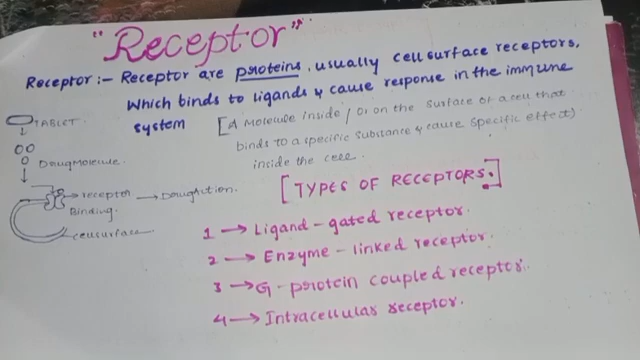 "Receptor"
Receptor :- Receptor are proteins, usually cell surface receptors,
Which binds to ligands & cause response in the immune
system [A Molecule inside / or on the surface of a cell that
binds to a specific substance & cause specific effect)
inside the cell.
TABLET.
Drug Molecule.
receptor → Drug Action.
Binding.
cell surface
[TYPES OF RECEPTORS.]
1 → Ligand-gated receptor.
2 → Enzyme-linked receptor.
3 → G-protein coupled receptor.
4 → Intracellular receptor.